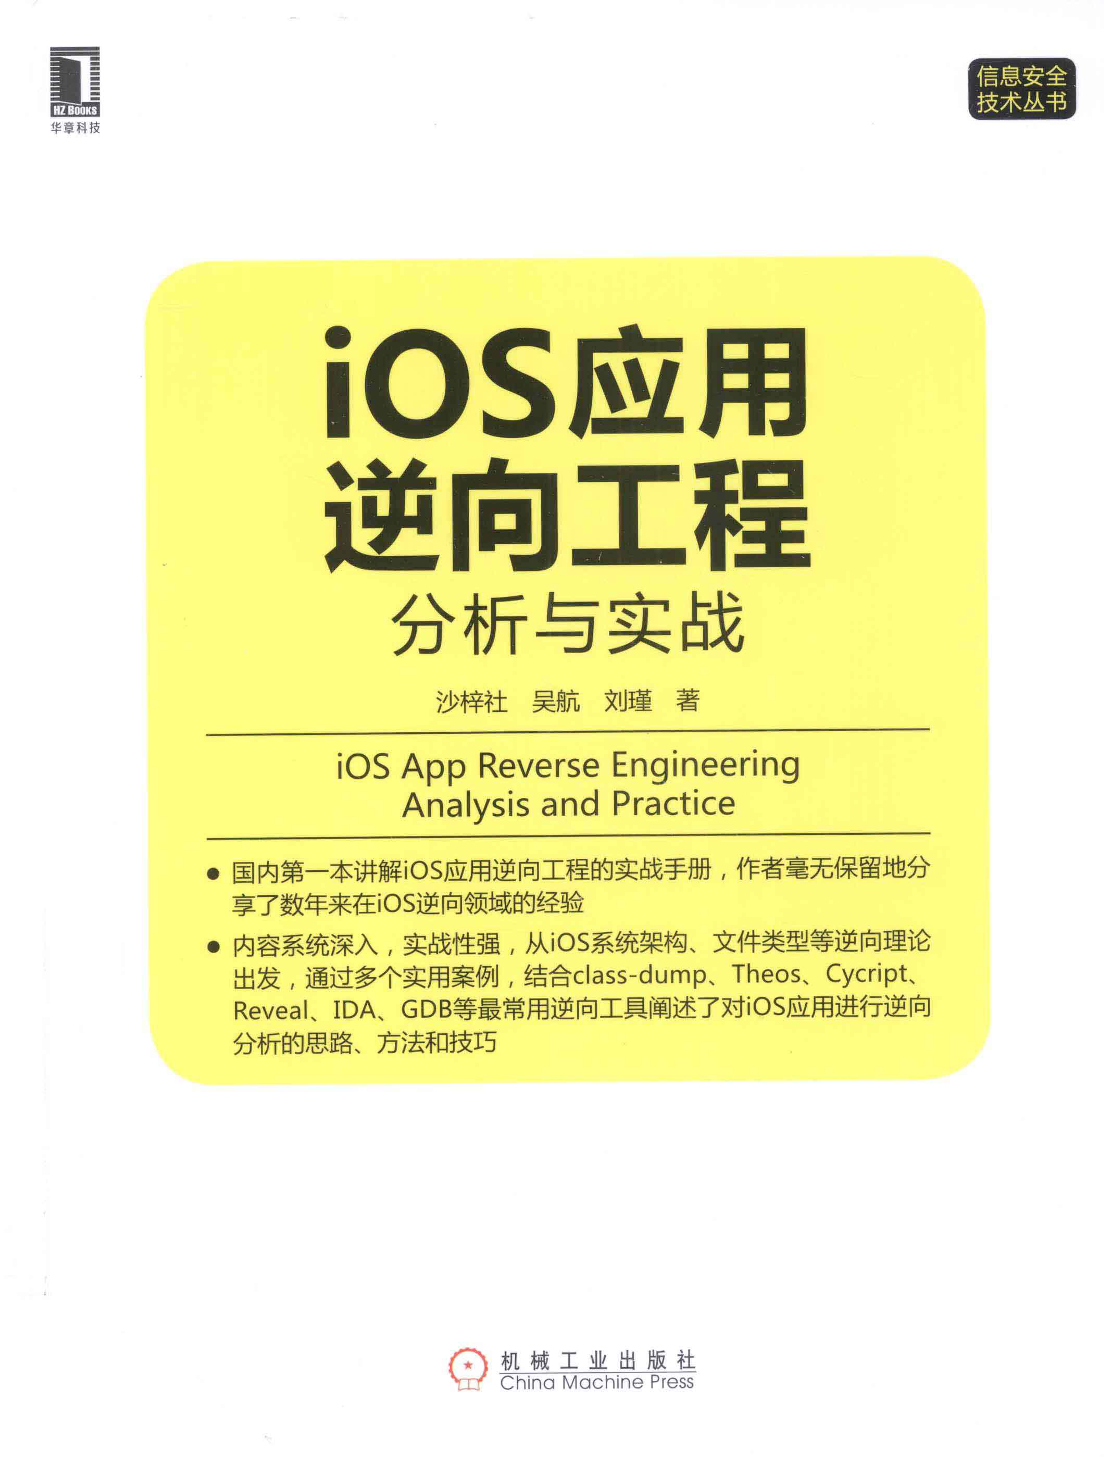 HZ BOOKS
华章科技
信息安全
技术丛书
iOS应用
逆向工程
分析与实战
沙梓社 吴航 刘瑾 著
iOS App Reverse Engineering
Analysis and Practice
● 国内第一本讲解iOS应用逆向工程的实战手册，作者毫无保留地分
享了数年来在iOS逆向领域的经验
● 内容系统深入，实战性强，从iOS系统架构、文件类型等逆向理论
出发，通过多个实用案例，结合class-dump、Theos、Cycript、
Reveal、IDA、GDB等最常用逆向工具阐述了对iOS应用进行逆向
分析的思路、方法和技巧
机械工业出版社
China Machine Press